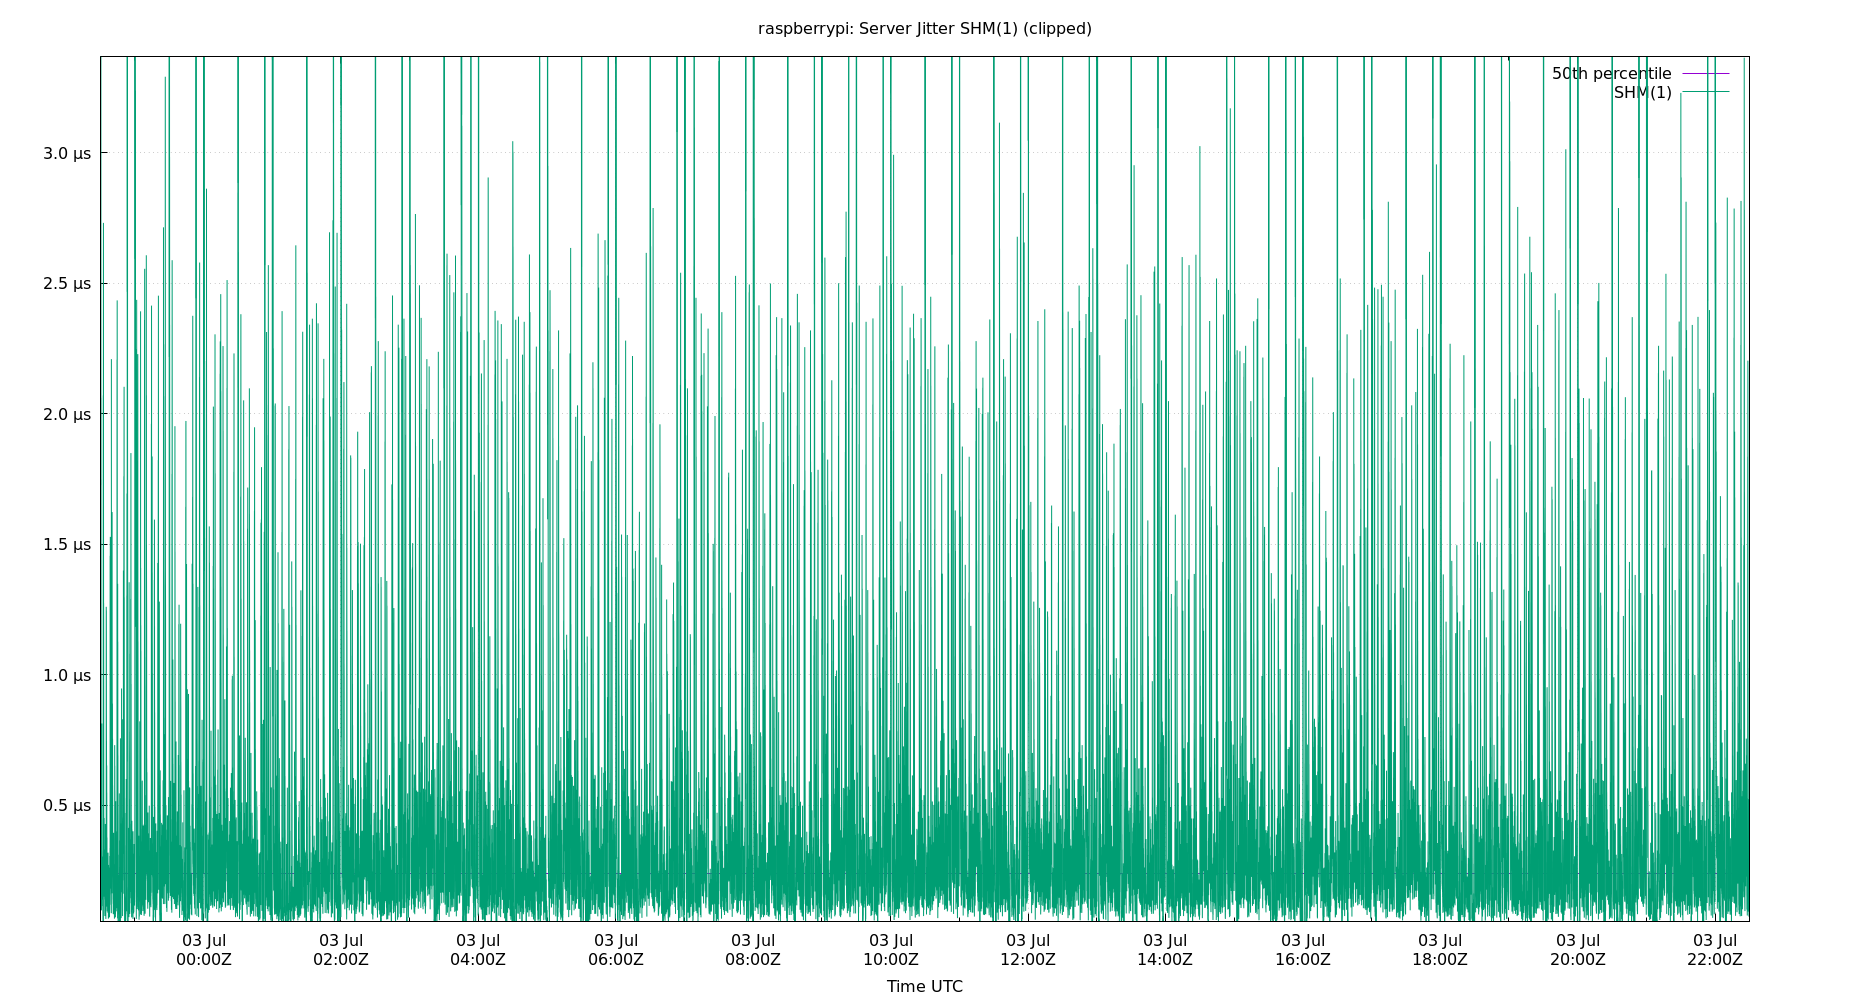 raspberrypi: Server Jitter SHM(1) (clipped)
50th percentile
SHM(1)
3.0 µs
2.5 µs
2.0 µs
1.5 µs
1.0 µs
0.5 µs
03 Jul 03 Jul 03 Jul 03 Jul 03 Jul 03 Jul 03 Jul 03 Jul 03 Jul 03 Jul 03 Jul 03 Jul
00:00Z 02:00Z 04:00Z 06:00Z 08:00Z 10:00Z 12:00Z 14:00Z 16:00Z 18:00Z 20:00Z 22:00Z
Time UTC